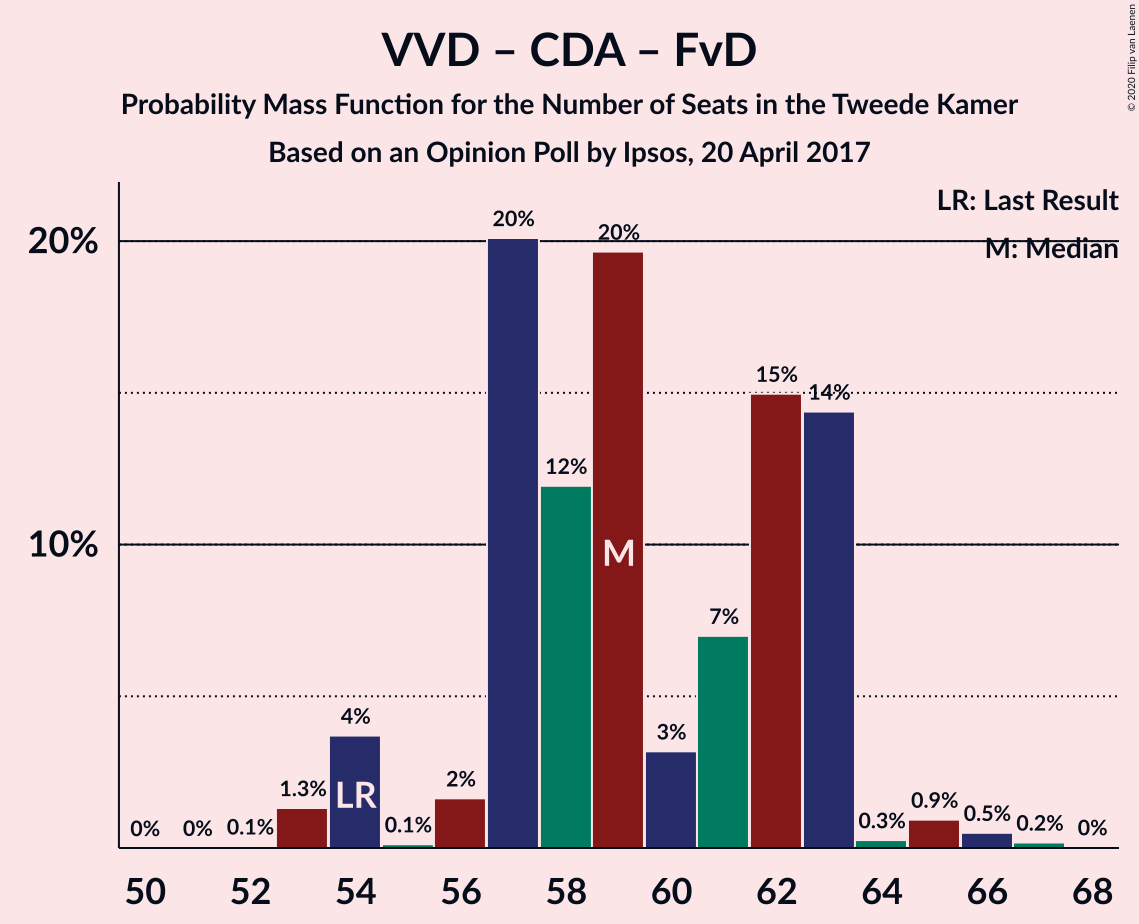 VVD – CDA – FvD
Probability Mass Function for the Number of Seats in the Tweede Kamer
Based on an Opinion Poll by Ipsos, 20 April 2017
© 2020 Filip van Laenen
LR: Last Result
M: Median
20%
10%
0% 0% 0.1% 1.3% 4% 0.1% 2% 20% 12% 20% 3% 7% 15% 14% 0.3% 0.9% 0.5% 0.2% 0%
LR M
50 52 54 56 58 60 62 64 66 68